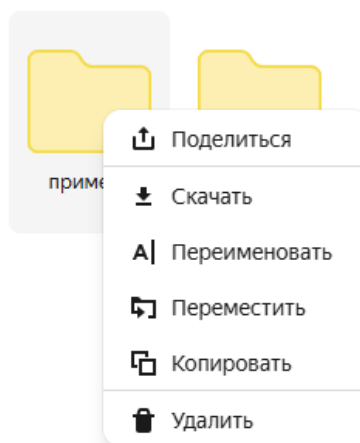 Поделиться
приме
Скачать
Переименовать
Переместить
Копировать
Удалить